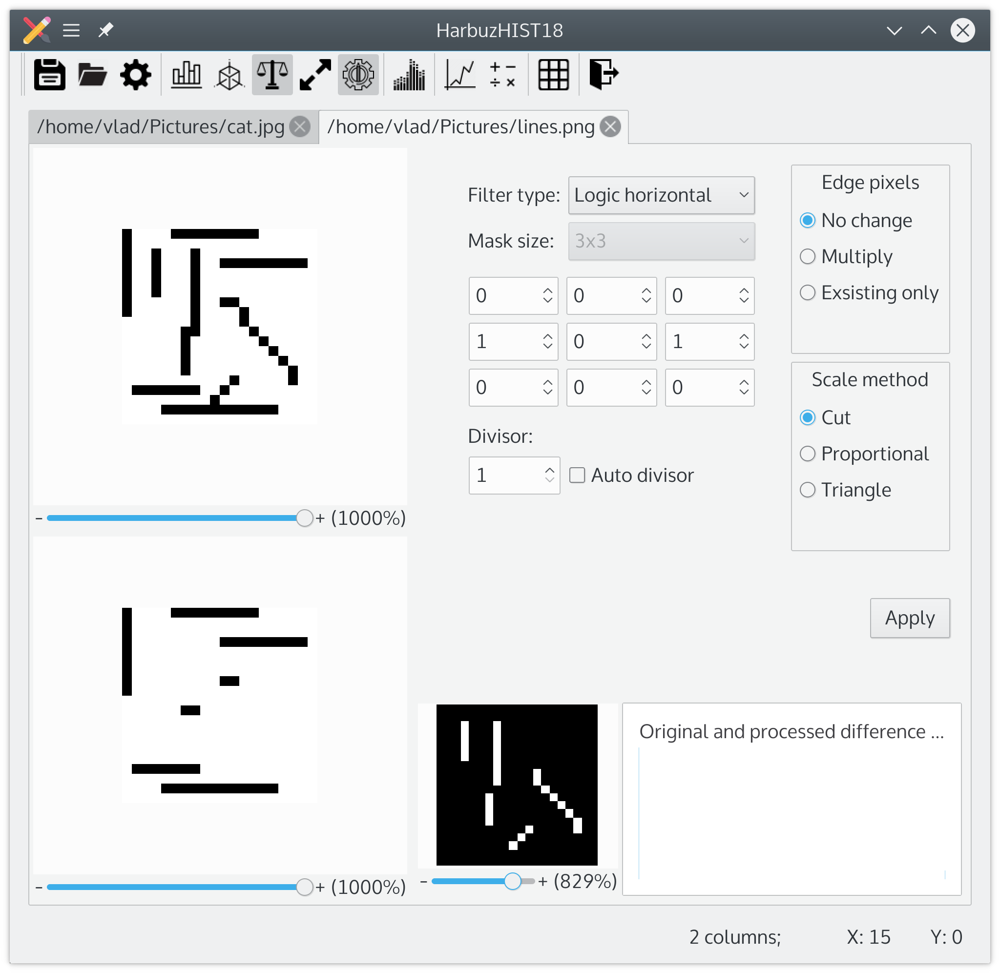 HarbuzHIST18
/home/vlad/Pictures/cat.jpg
/home/vlad/Pictures/lines.png
Filter type: Logic horizontal
Mask size: 3x3
0 0 0
1 0 1
0 0 0
Divisor:
1 Auto divisor
Edge pixels
No change
Multiply
Exsisting only
Scale method
Cut
Proportional
Triangle
- + (1000%)
Apply
Original and processed difference ...
- + (1000%)
- + (829%)
2 columns; X: 15 Y: 0